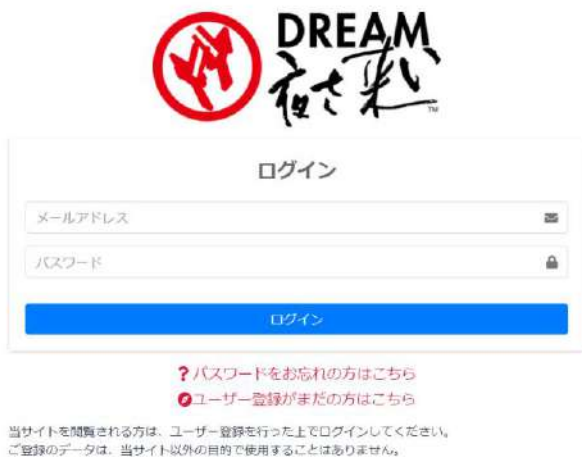 DREAM
夜さ来い
TM
ログイン
メールアドレス
パスワード
ログイン
?パスワードをお忘れの方はこちら
ユーザー登録がまだの方はこちら
当サイトを閲覧される方は、ユーザー登録を行った上でログインしてください。
ご登録のデータは、当サイト以外の目的で使用することはありません。